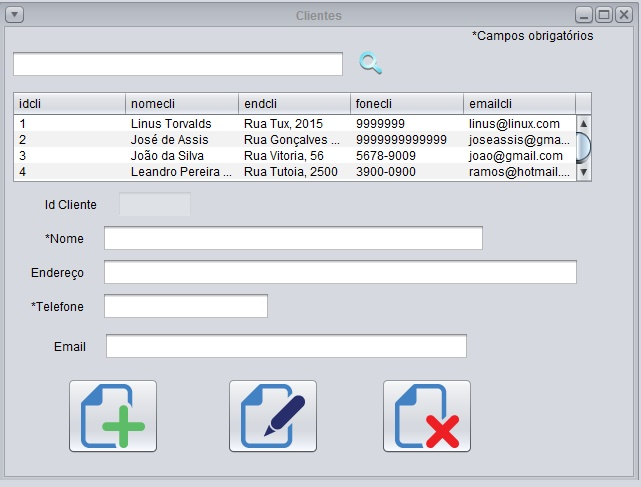 Clientes
*Campos obrigatórios
idcli nomecli endcli fonecli emailcli
1 Linus Torvalds Rua Tux, 2015 9999999 linus@linux.com
2 José de Assis Rua Gonçalves ... 9999999999999 joseassis@gma...
3 João da Silva Rua Vitoria, 56 5678-9009 joao@gmail.com
4 Leandro Pereira ... Rua Tutoia, 2500 3900-0900 ramos@hotmail....
Id Cliente
*Nome
Endereço
*Telefone
Email